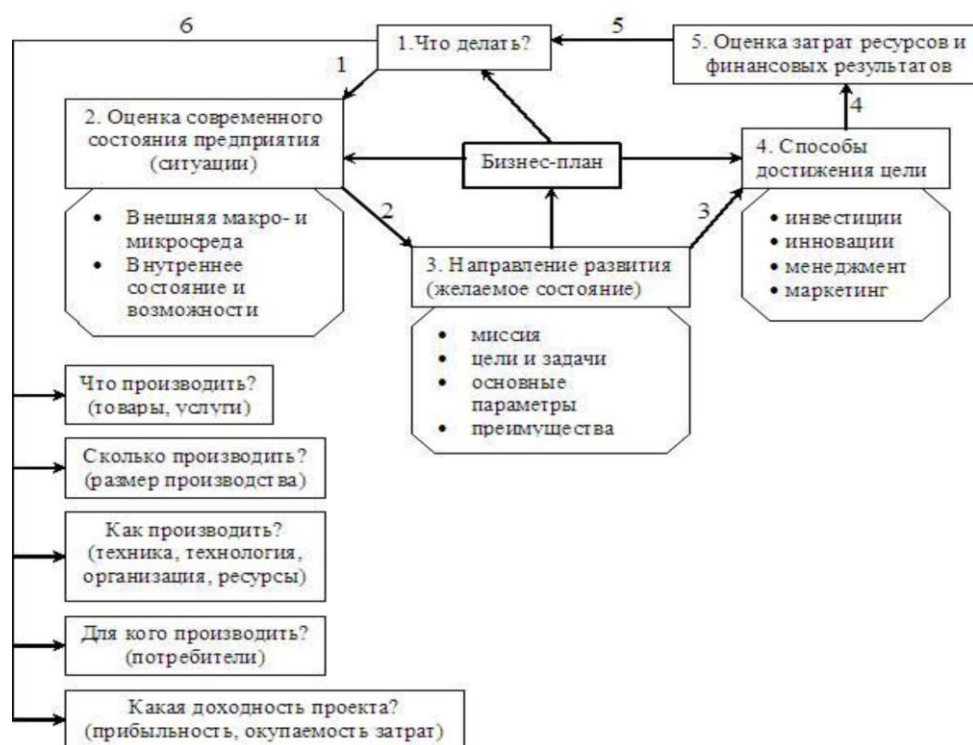 6
1.Что делать?
5
5. Оценка затрат ресурсов и
финансовых результатов
1
2. Оценка современного
состояния предприятия
(ситуации)
Бизнес-план
4
4. Способы
достижения цели
• Внешняя макро- и
микросреда
• Внутреннее
состояние и
возможности
2
3
3. Направление развития
(желаемое состояние)
• инвестиции
• инновации
• менеджмент
• маркетинг
• миссия
• цели и задачи
• основные
параметры
• преимущества
Что производить?
(товары, услуги)
Сколько производить?
(размер производства)
Как производить?
(техника, технология,
организация, ресурсы)
Для кого производить?
(потребители)
Какая доходность проекта?
(прибыльность, окупаемость затрат)